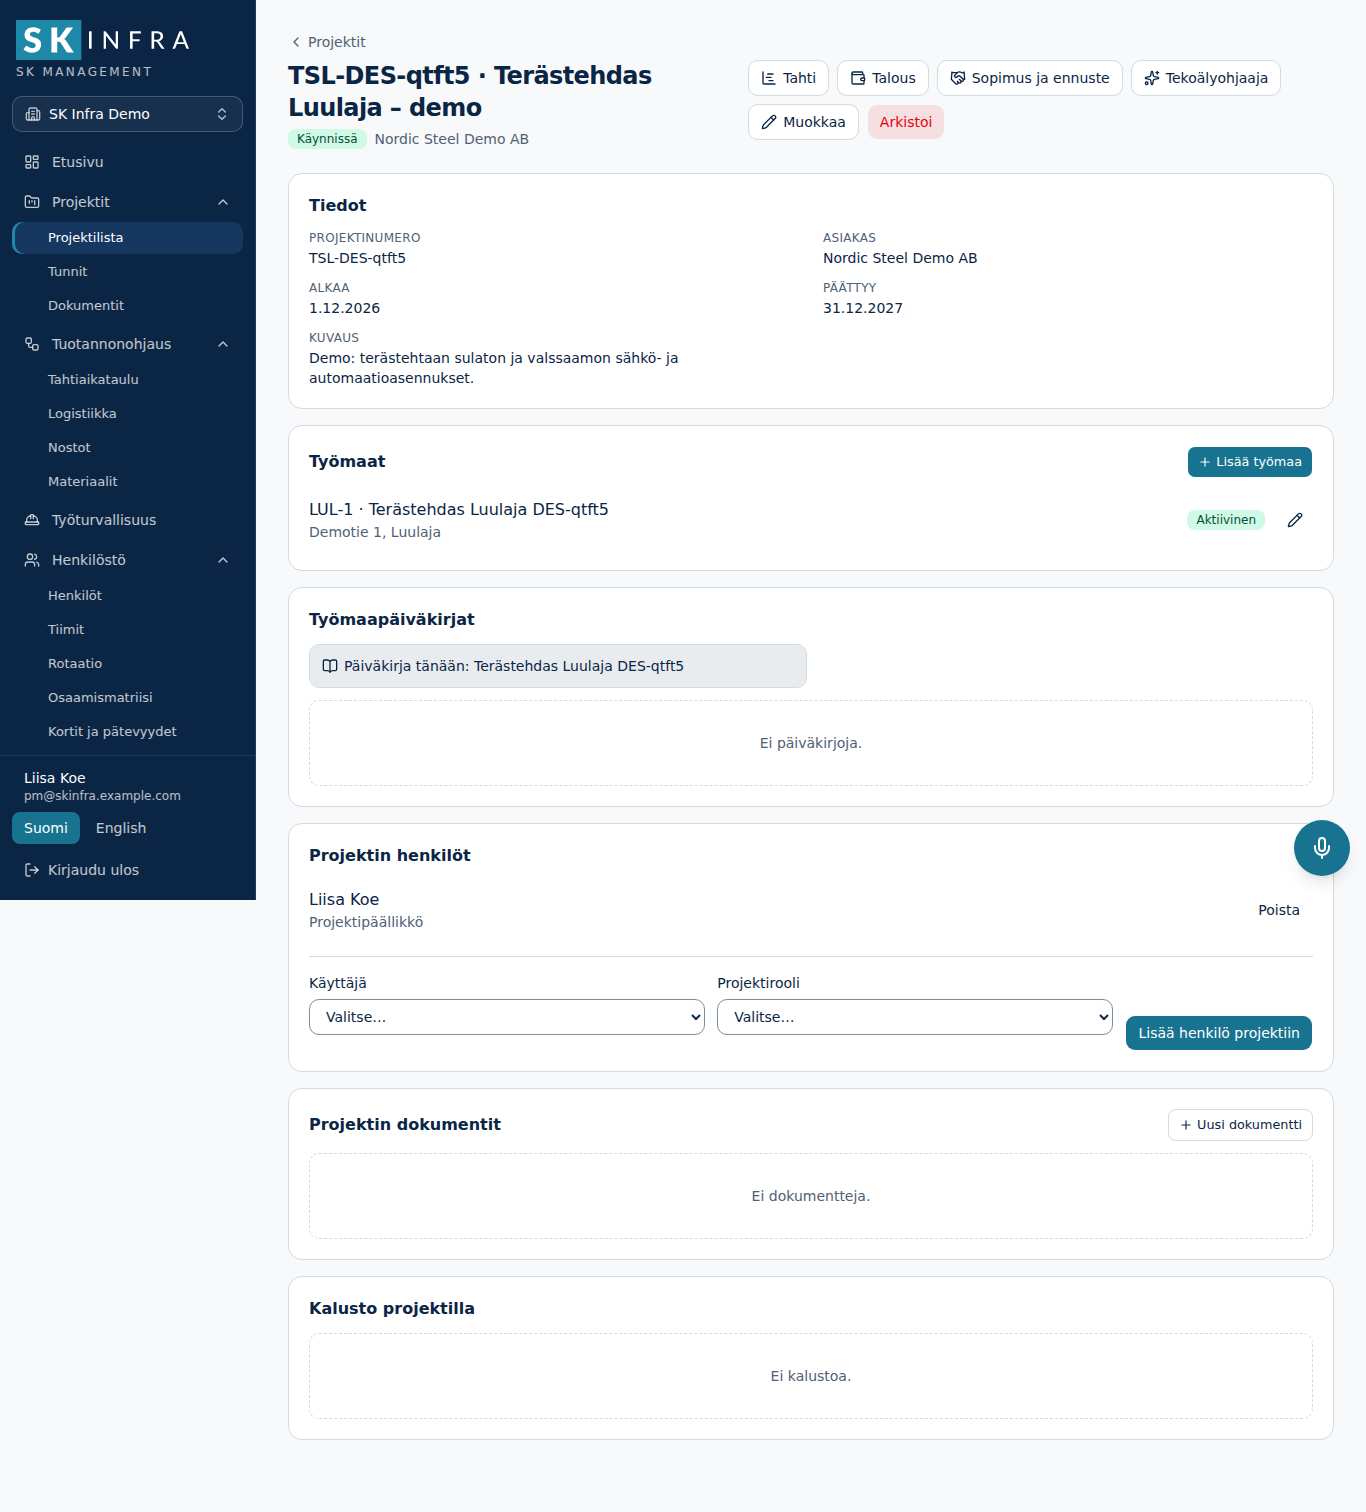 SK INFRA
SK MANAGEMENT
SK Infra Demo
Etusivu
Projektit
Projektilista
Tunnit
Dokumentit
Tuotannonohjaus
Tahtiaikataulu
Logistiikka
Nostot
Materiaalit
Työturvallisuus
Henkilöstö
Henkilöt
Tiimit
Rotaatio
Osaamismatriisi
Kortit ja pätevyydet
Liisa Koe
pm@skinfra.example.com
Suomi English
Kirjaudu ulos
Projektit
TSL-DES-qtft5 · Terästehdas
Luulaja – demo
Käynnissä Nordic Steel Demo AB
Tahti Talous Sopimus ja ennuste Tekoälyohjaaja
Muokkaa Arkistoi
Tiedot
PROJEKTINUMERO
TSL-DES-qtft5
ASIAKAS
Nordic Steel Demo AB
ALKAA
1.12.2026
PÄÄTTYY
31.12.2027
KUVAUS
Demo: terästehtaan sulaton ja valssaamon sähkö- ja
automaatioasennukset.
Työmaat
+ Lisää työmaa
LUL-1 · Terästehdas Luulaja DES-qtft5
Demotie 1, Luulaja
Aktiivinen
Työmaapäiväkirjat
Päiväkirja tänään: Terästehdas Luulaja DES-qtft5
Ei päiväkirjoja.
Projektin henkilöt
Liisa Koe
Projektipäällikkö
Poista
Käyttäjä
Valitse...
Projektirooli
Valitse...
Lisää henkilö projektiin
Projektin dokumentit
+ Uusi dokumentti
Ei dokumentteja.
Kalusto projektilla
Ei kalustoa.